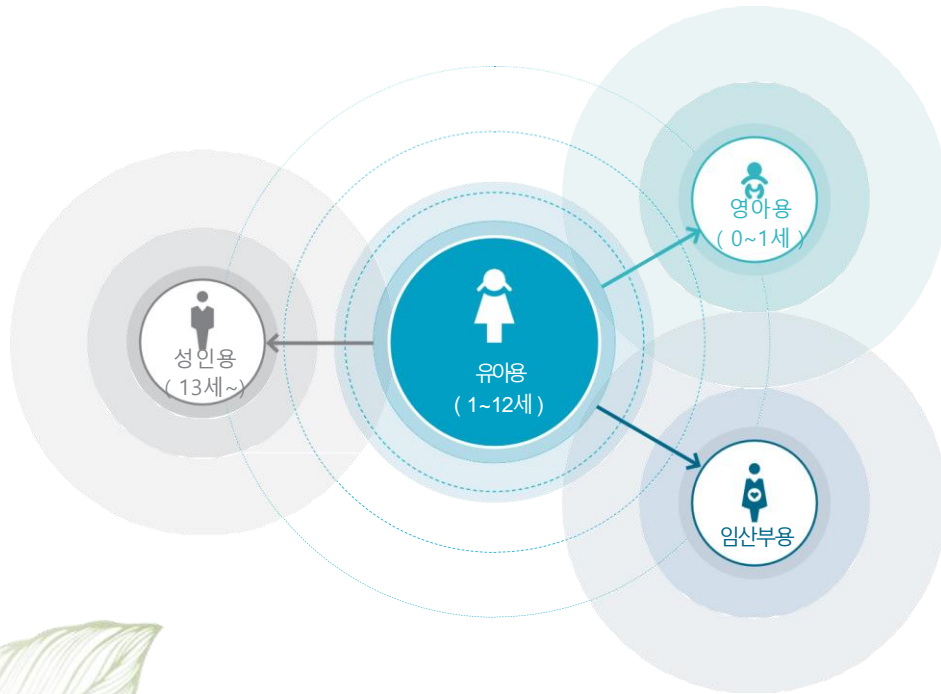 영아용
( 0~1세 )
성인용
( 13세~)
유아용
( 1~12세 )
임산부용